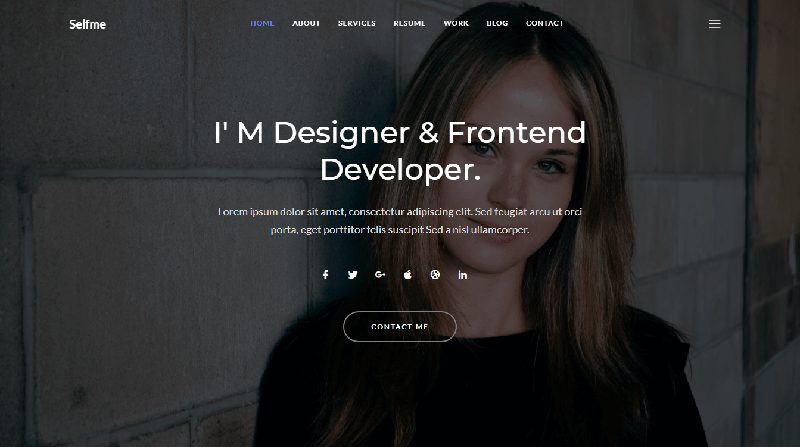 Selfme
HOME ABOUT SERVICES RESUME WORK BLOG CONTACT
I' M Designer & Frontend
Developer.
Lorem ipsum dolor sit amet, consectetur adipiscing elit. Sed feugiat arcu ut orci
porta, eget porttitor felis suscipit Sed a nisl ullamcorper.
CONTACT ME